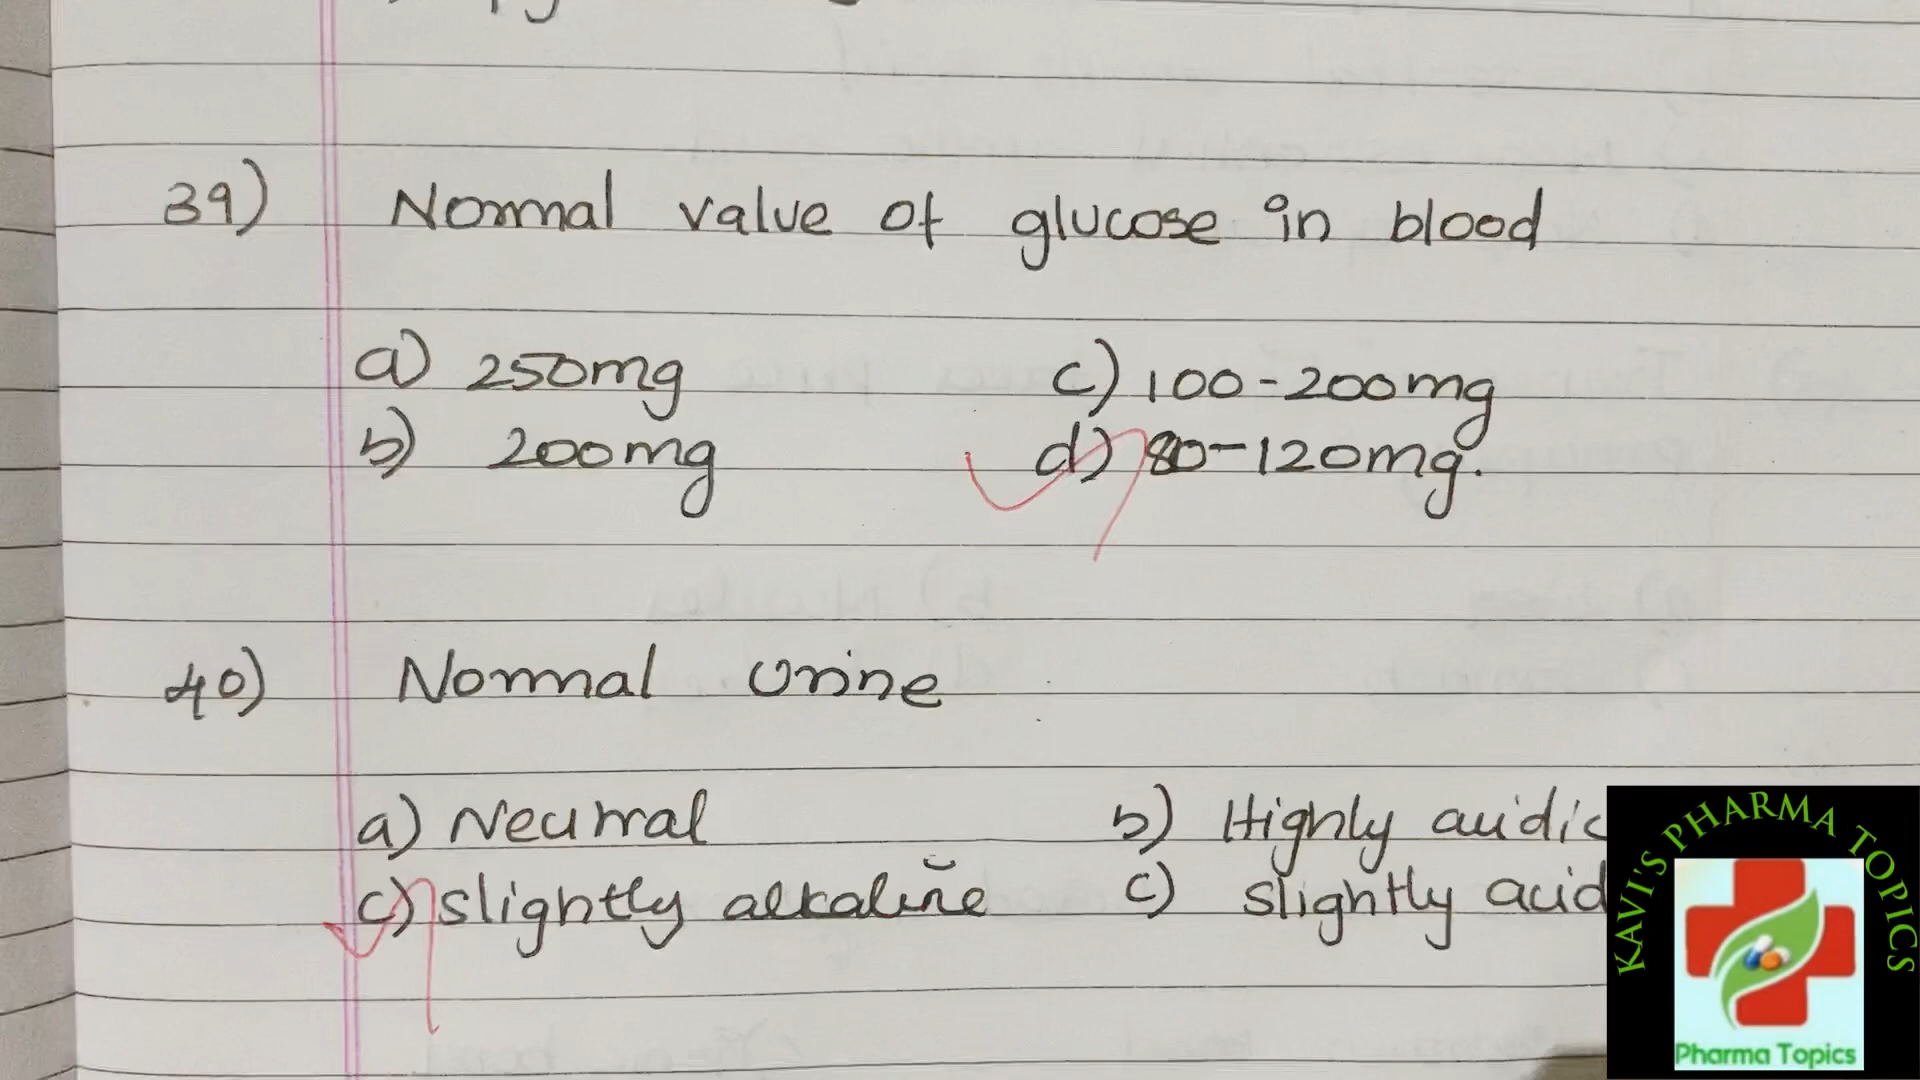 39) Normal value of glucose in blood
a) 250mg c) 100-200mg
b) 200mg d) 80-120mg.
40) Normal Urine
a) Neutral b) Highly acidic
c) slightly alkaline c) slightly acid
KAVI'S PHARMA TOPICS
Pharma Topics